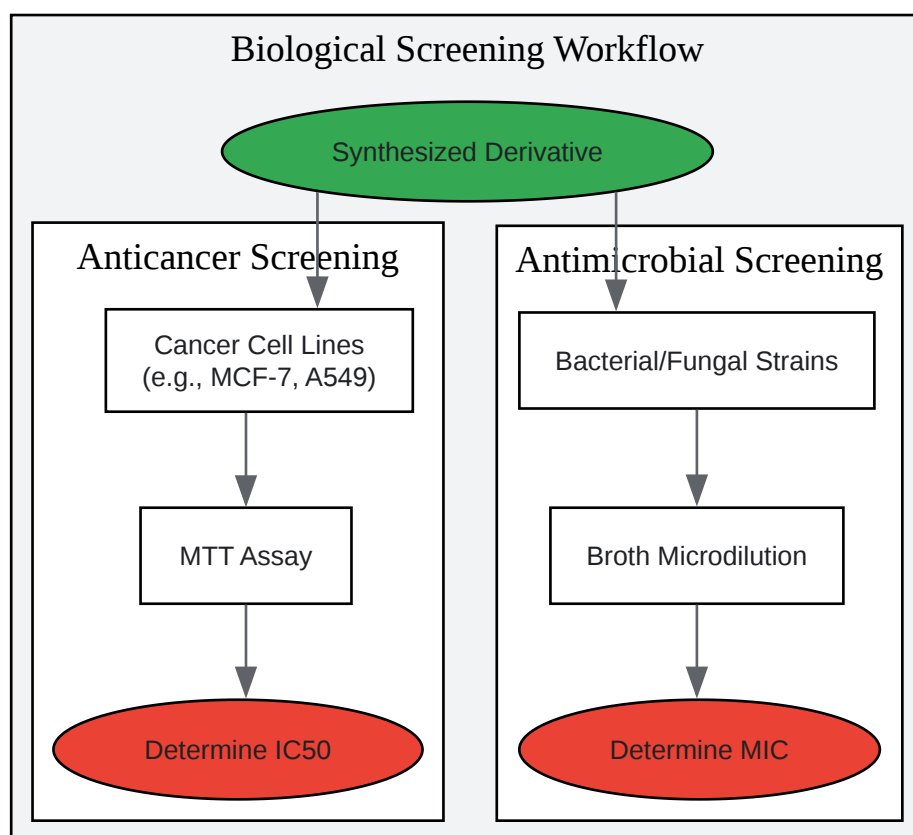 Biological Screening Workflow
Synthesized Derivative
Anticancer Screening
Cancer Cell Lines
(e.g., MCF-7, A549)
MTT Assay
Determine IC50
Antimicrobial Screening
Bacterial/Fungal Strains
Broth Microdilution
Determine MIC